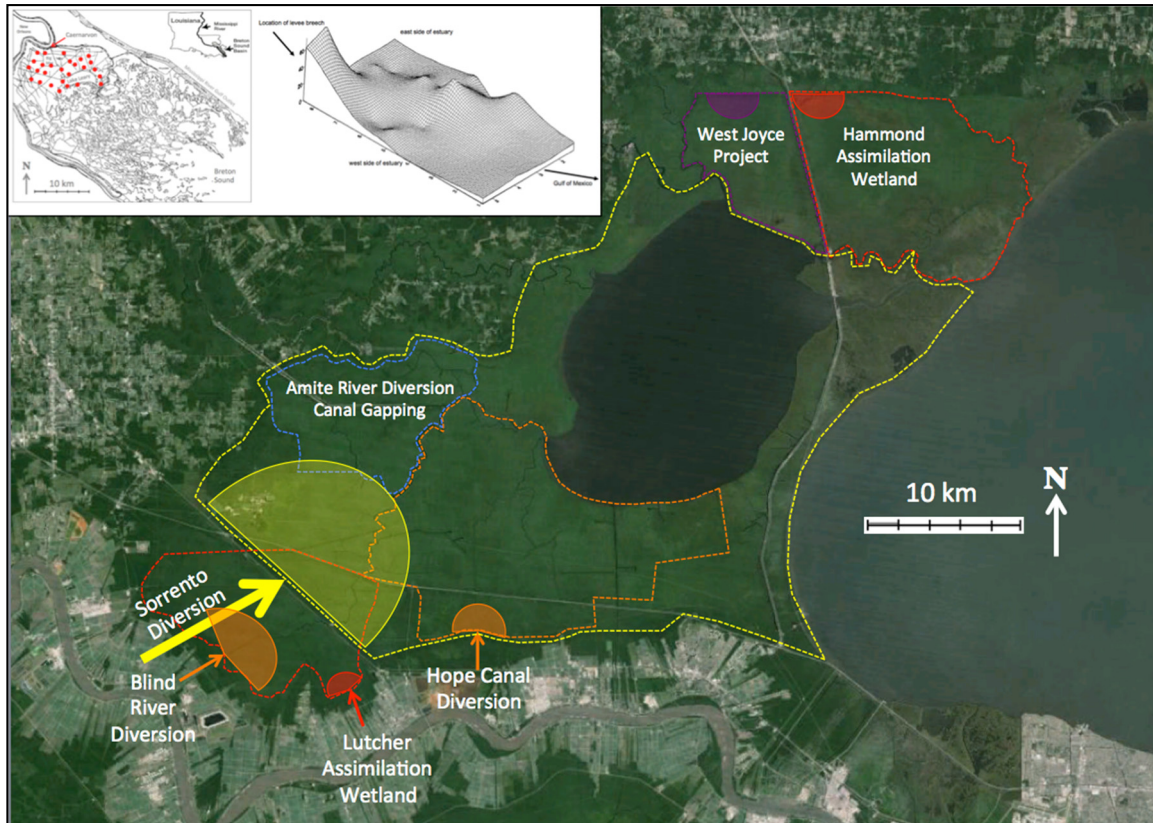 New
Orleans
Caernarvon
Louisiana
Mississippi
River
Breton
Sound
Basin
Breton
Sound
N
10 km
Location of levee breech
east side of estuary
west side of estuary
Gulf of Mexico
West Joyce
Project
Hammond
Assimilation
Wetland
Amite River Diversion
Canal Gapping
10 km
N
Sorrento
Diversion
Blind
River
Diversion
Hope Canal
Diversion
Lutcher
Assimilation
Wetland